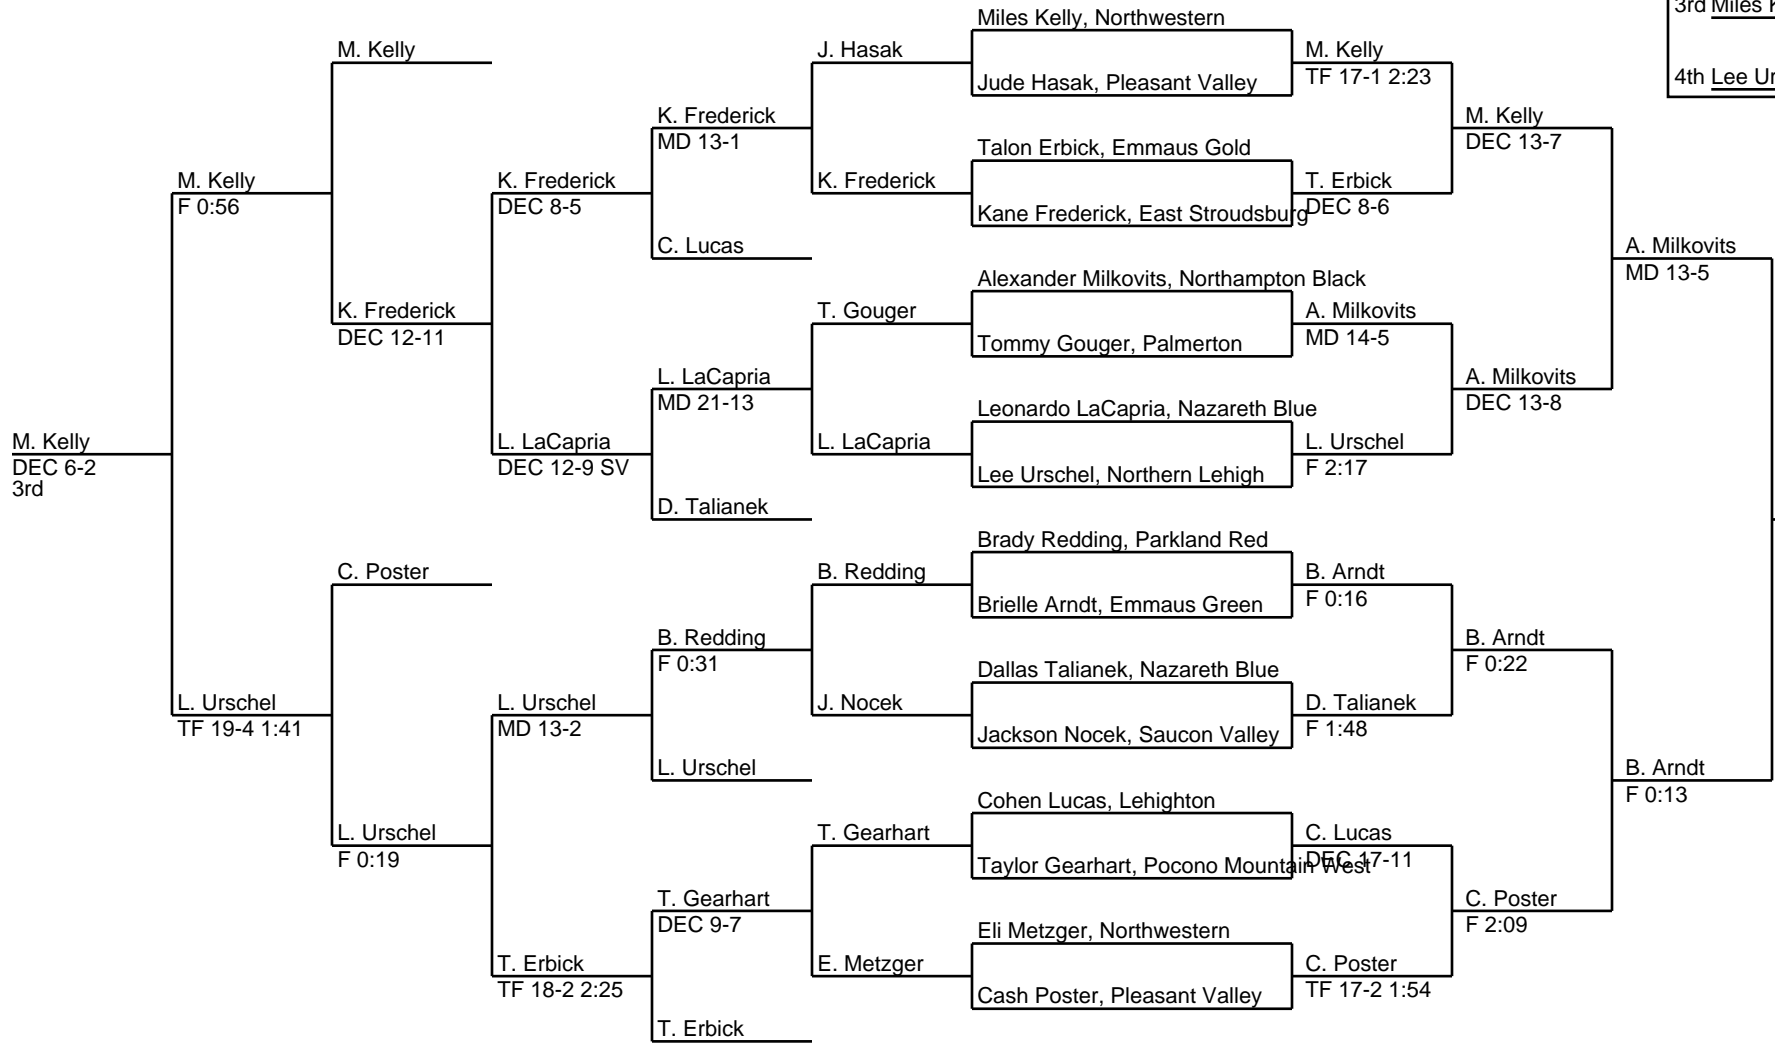 3rd Miles K
4th Lee Ur
Miles Kelly, Northwestern
Jude Hasak, Pleasant Valley
Talon Erbick, Emmaus Gold
Kane Frederick, East Stroudsburg
Alexander Milkovits, Northampton Black
Tommy Gouger, Palmerton
Leonardo LaCapria, Nazareth Blue
Lee Urschel, Northern Lehigh
Brady Redding, Parkland Red
Brielle Arndt, Emmaus Green
Dallas Talianek, Nazareth Blue
Jackson Nocek, Saucon Valley
Cohen Lucas, Lehighton
Taylor Gearhart, Pocono Mountain West
Eli Metzger, Northwestern
Cash Poster, Pleasant Valley
M. Kelly
TF 17-1 2:23
T. Erbick
DEC 8-6
A. Milkovits
MD 14-5
L. Urschel
F 2:17
B. Arndt
F 0:16
D. Talianek
F 1:48
C. Lucas
DEC 17-11
C. Poster
TF 17-2 1:54
M. Kelly
DEC 13-7
A. Milkovits
DEC 13-8
B. Arndt
F 0:22
C. Poster
F 2:09
A. Milkovits
MD 13-5
B. Arndt
F 0:13
J. Hasak
K. Frederick
T. Gouger
L. LaCapria
B. Redding
J. Nocek
T. Gearhart
E. Metzger
K. Frederick
MD 13-1
C. Lucas
L. LaCapria
MD 21-13
D. Talianek
B. Redding
F 0:31
L. Urschel
T. Gearhart
DEC 9-7
T. Erbick
K. Frederick
DEC 8-5
L. LaCapria
DEC 12-9 SV
L. Urschel
MD 13-2
T. Erbick
TF 18-2 2:25
M. Kelly
K. Frederick
DEC 12-11
C. Poster
L. Urschel
F 0:19
M. Kelly
F 0:56
L. Urschel
TF 19-4 1:41
M. Kelly
DEC 6-2
3rd